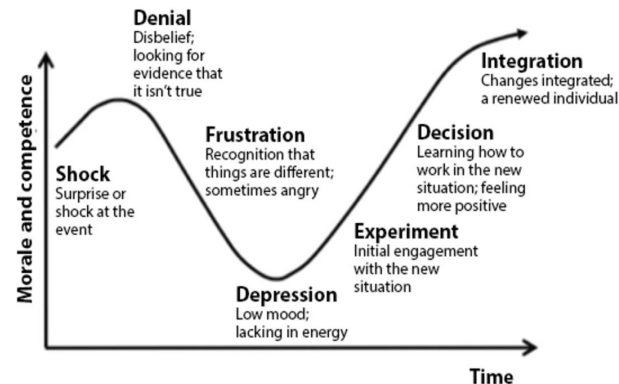 Denial
Disbelief;
looking for
evidence that
it isn't true
Integration
Changes integrated;
a renewed individual
Frustration
Recognition that
things are different;
sometimes angry
Decision
Learning how to
work in the new
situation; feeling
more positive
Shock
Surprise or
shock at the
event
Experiment
Initial engagement
with the new
situation
Depression
Low mood;
lacking in energy
Morale and competence
Time